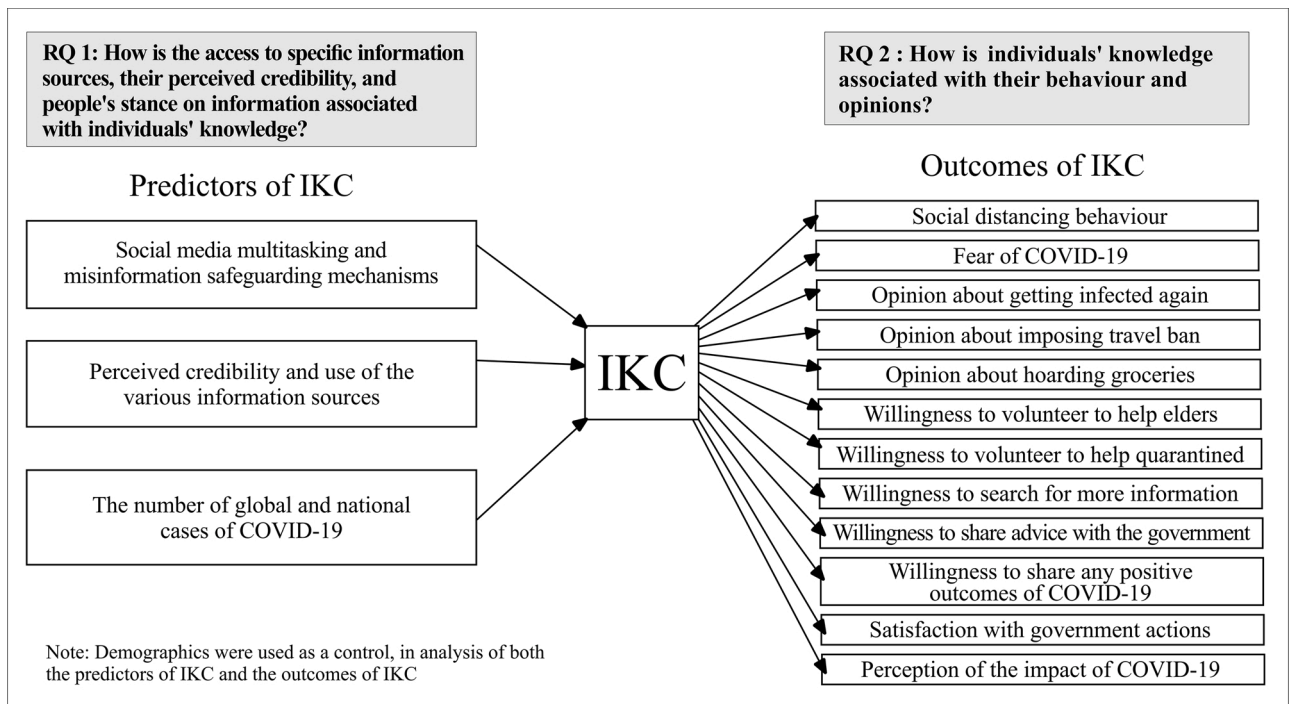 RQ 1: How is the access to specific information
sources, their perceived credibility, and
people's stance on information associated
with individuals' knowledge?
Predictors of IKC
Social media multitasking and
misinformation safeguarding mechanisms
Perceived credibility and use of the
various information sources
The number of global and national
cases of COVID-19
Note: Demographics were used as a control, in analysis of both
the predictors of IKC and the outcomes of IKC
IKC
RQ 2 : How is individuals' knowledge
associated with their behaviour and
opinions?
Outcomes of IKC
Social distancing behaviour
Fear of COVID-19
Opinion about getting infected again
Opinion about imposing travel ban
Opinion about hoarding groceries
Willingness to volunteer to help elders
Willingness to volunteer to help quarantined
Willingness to search for more information
Willingness to share advice with the government
Willingness to share any positive
outcomes of COVID-19
Satisfaction with government actions
Perception of the impact of COVID-19